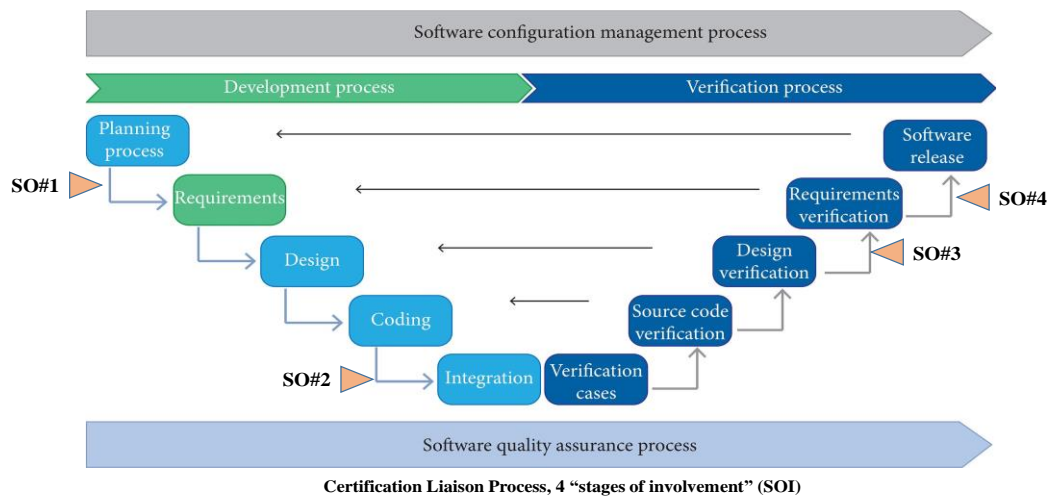 Software configuration management process
Development process
Verification process
Planning
process
Software
release
SO#1
Requirements
Requirements
verification
SO#4
Design
Design
verification
SO#3
Coding
Source code
verification
SO#2
Integration
Verification
cases
Software quality assurance process
Certification Liaison Process, 4 “stages of involvement” (SOI)